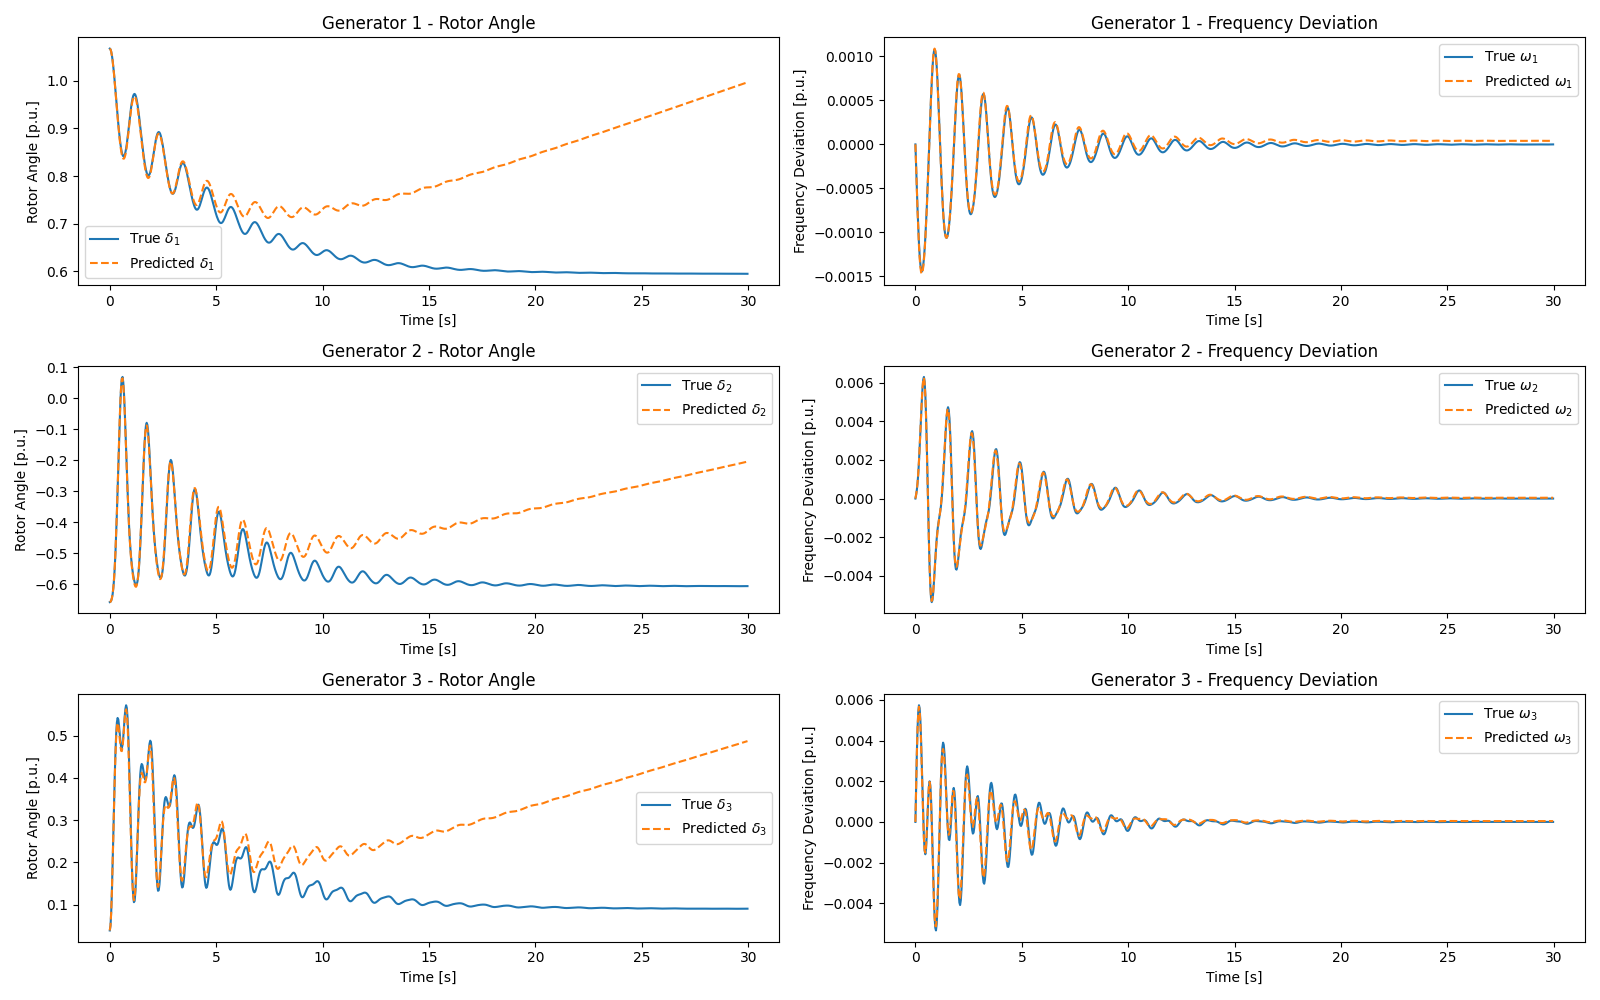 Generator 1 - Rotor Angle
Rotor Angle [p.u.]
1.0
0.9
0.8
0.7
0.6
True δ₁
Predicted δ₁
0 5 10 15 20 25 30
Time [s]
Generator 1 - Frequency Deviation
Frequency Deviation [p.u.]
0.0010
0.0005
0.0000
−0.0005
−0.0010
−0.0015
True ω₁
Predicted ω₁
0 5 10 15 20 25 30
Time [s]
Generator 2 - Rotor Angle
Rotor Angle [p.u.]
0.1
0.0
−0.1
−0.2
−0.3
−0.4
−0.5
−0.6
True δ₂
Predicted δ₂
0 5 10 15 20 25 30
Time [s]
Generator 2 - Frequency Deviation
Frequency Deviation [p.u.]
0.006
0.004
0.002
0.000
−0.002
−0.004
True ω₂
Predicted ω₂
0 5 10 15 20 25 30
Time [s]
Generator 3 - Rotor Angle
Rotor Angle [p.u.]
0.5
0.4
0.3
0.2
0.1
True δ₃
Predicted δ₃
0 5 10 15 20 25 30
Time [s]
Generator 3 - Frequency Deviation
Frequency Deviation [p.u.]
0.006
0.004
0.002
0.000
−0.002
−0.004
True ω₃
Predicted ω₃
0 5 10 15 20 25 30
Time [s]